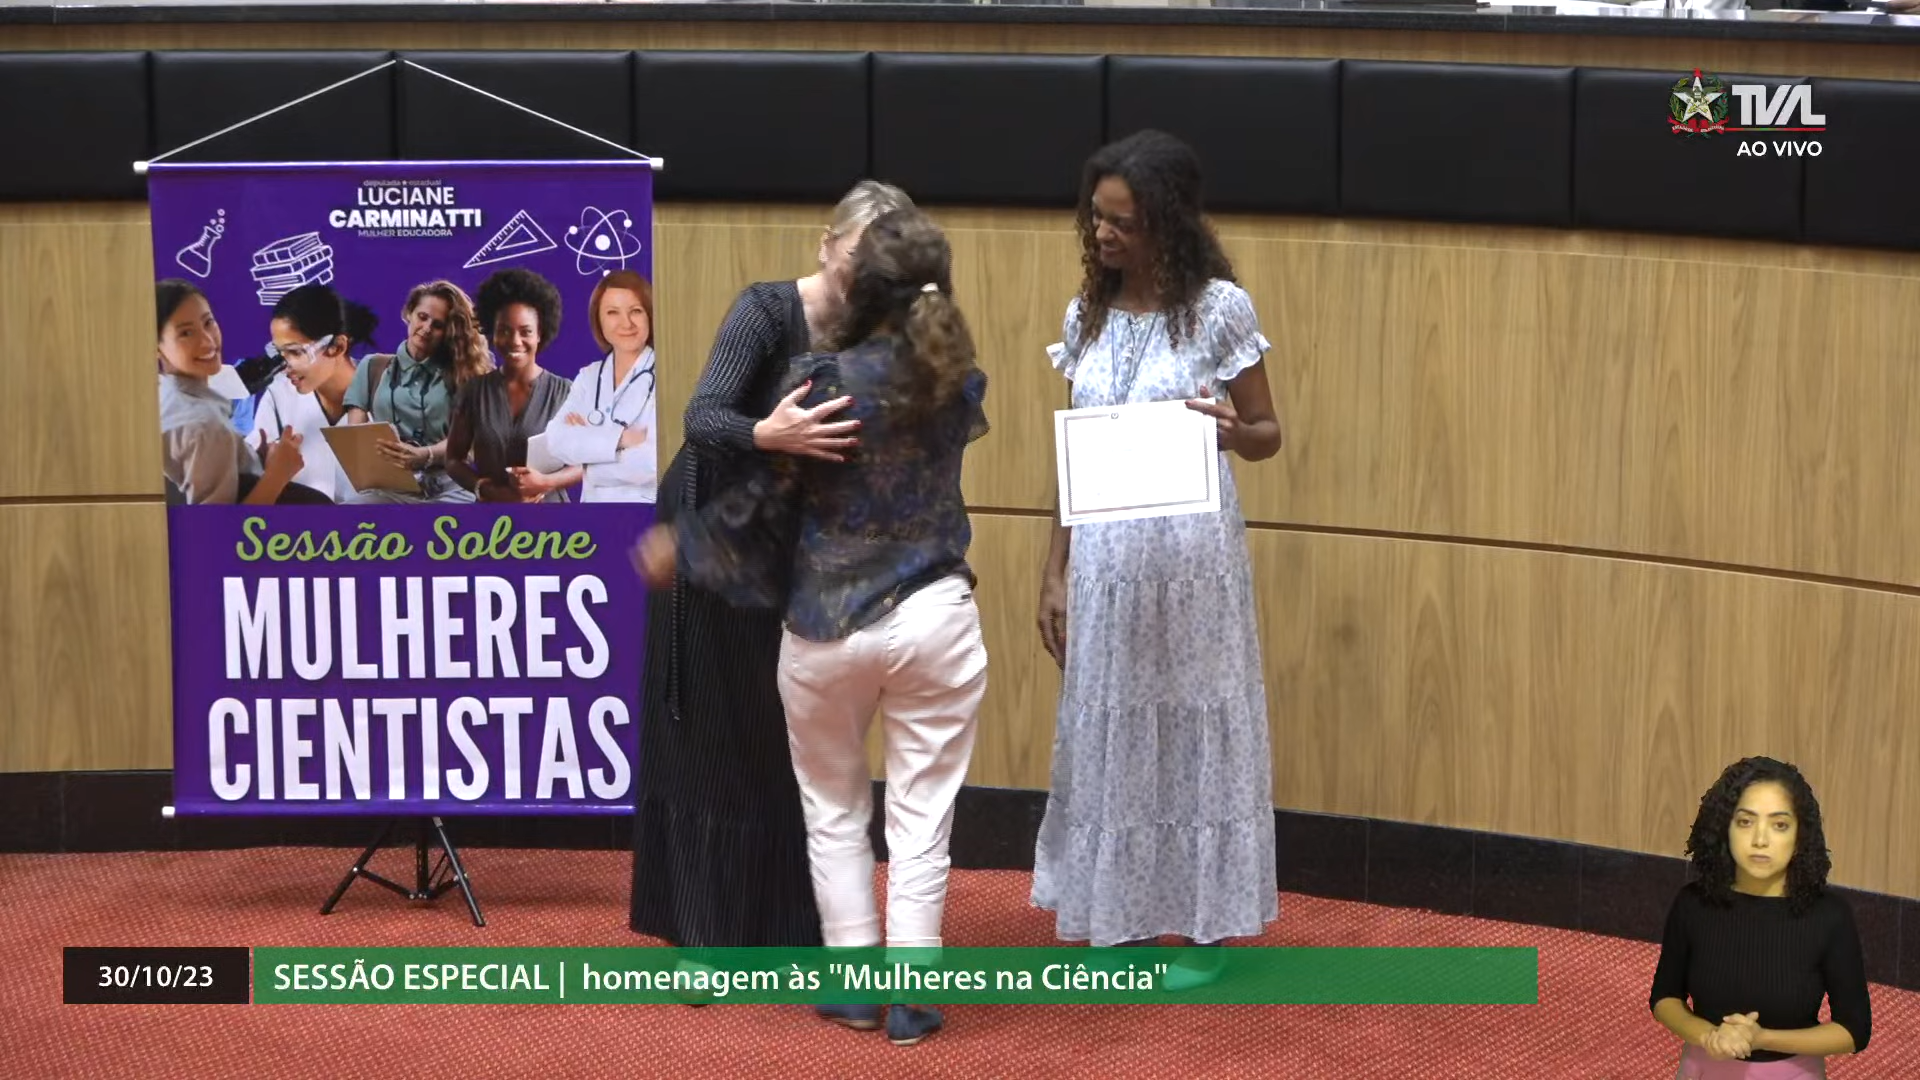 TVAL
AO VIVO
deputada ★ estadual
LUCIANE
CARMINATTI
MULHER EDUCADORA
Sessão Solene
MULHERES
CIENTISTAS
30/10/23
SESSÃO ESPECIAL | homenagem às "Mulheres na Ciência"